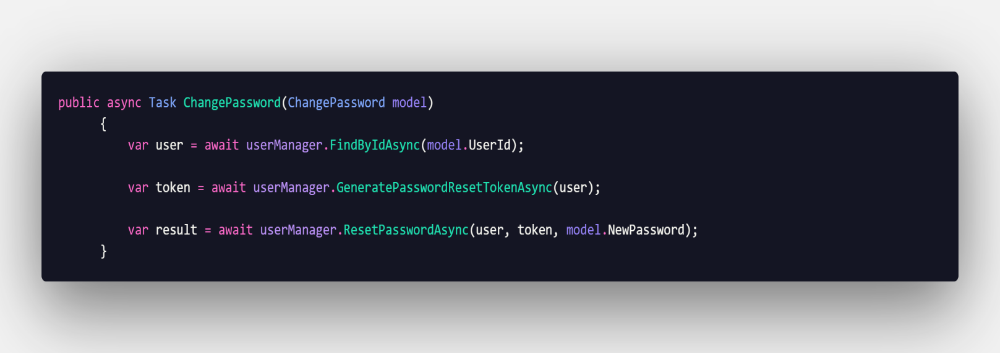 public async Task ChangePassword(ChangePassword model)
{
var user = await userManager.FindByIdAsync(model.UserId);
var token = await userManager.GeneratePasswordResetTokenAsync(user);
var result = await userManager.ResetPasswordAsync(user, token, model.NewPassword);
}